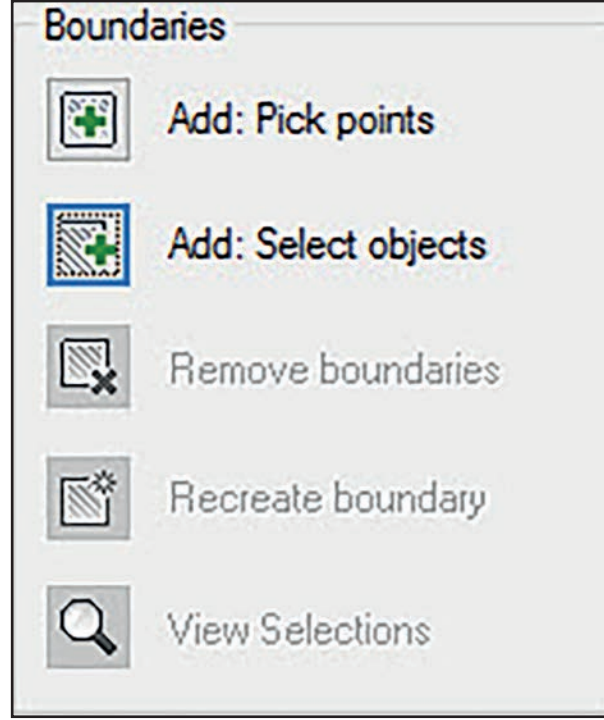 Boundaries
Add: Pick points
Add: Select objects
Remove boundaries
Recreate boundary
View Selections